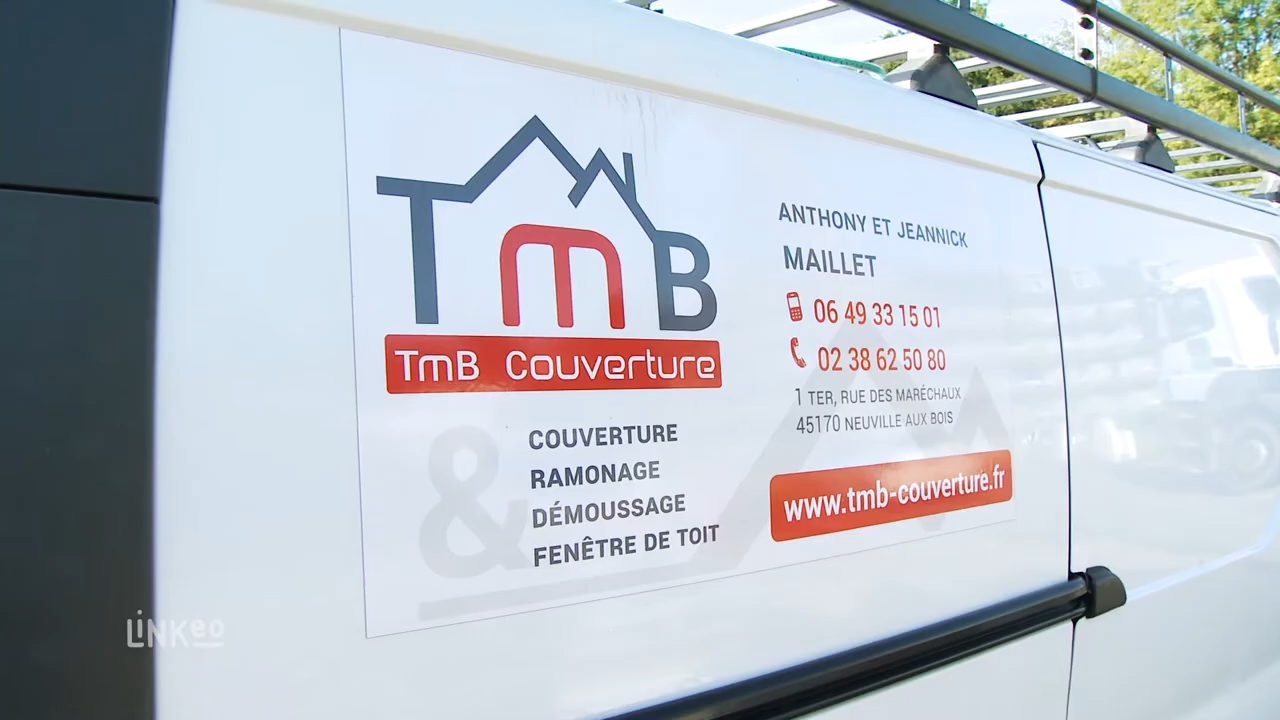 TmB
TmB Couverture
COUVERTURE
RAMONAGE
DÉMOUSSAGE
FENÊTRE DE TOIT
&
ANTHONY ET JEANNICK
MAILLET
06 49 33 15 01
02 38 62 50 80
1 TER, RUE DES MARÉCHAUX
45170 NEUVILLE AUX BOIS
www.tmb-couverture.fr
LiNKeo